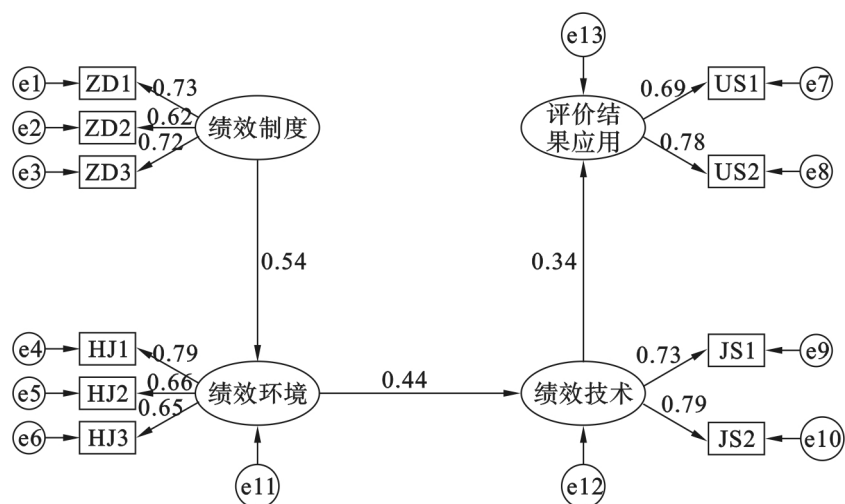 e13
e1
ZD1
0.73
e2
ZD2
0.62
e3
ZD3
0.72
绩效制度
评价结
果应用
0.69
US1
e7
0.78
US2
e8
0.54
0.34
e4
HJ1
0.79
e5
HJ2
0.66
e6
HJ3
0.65
绩效环境
0.44
绩效技术
0.73
JS1
e9
0.79
JS2
e10
e11
e12